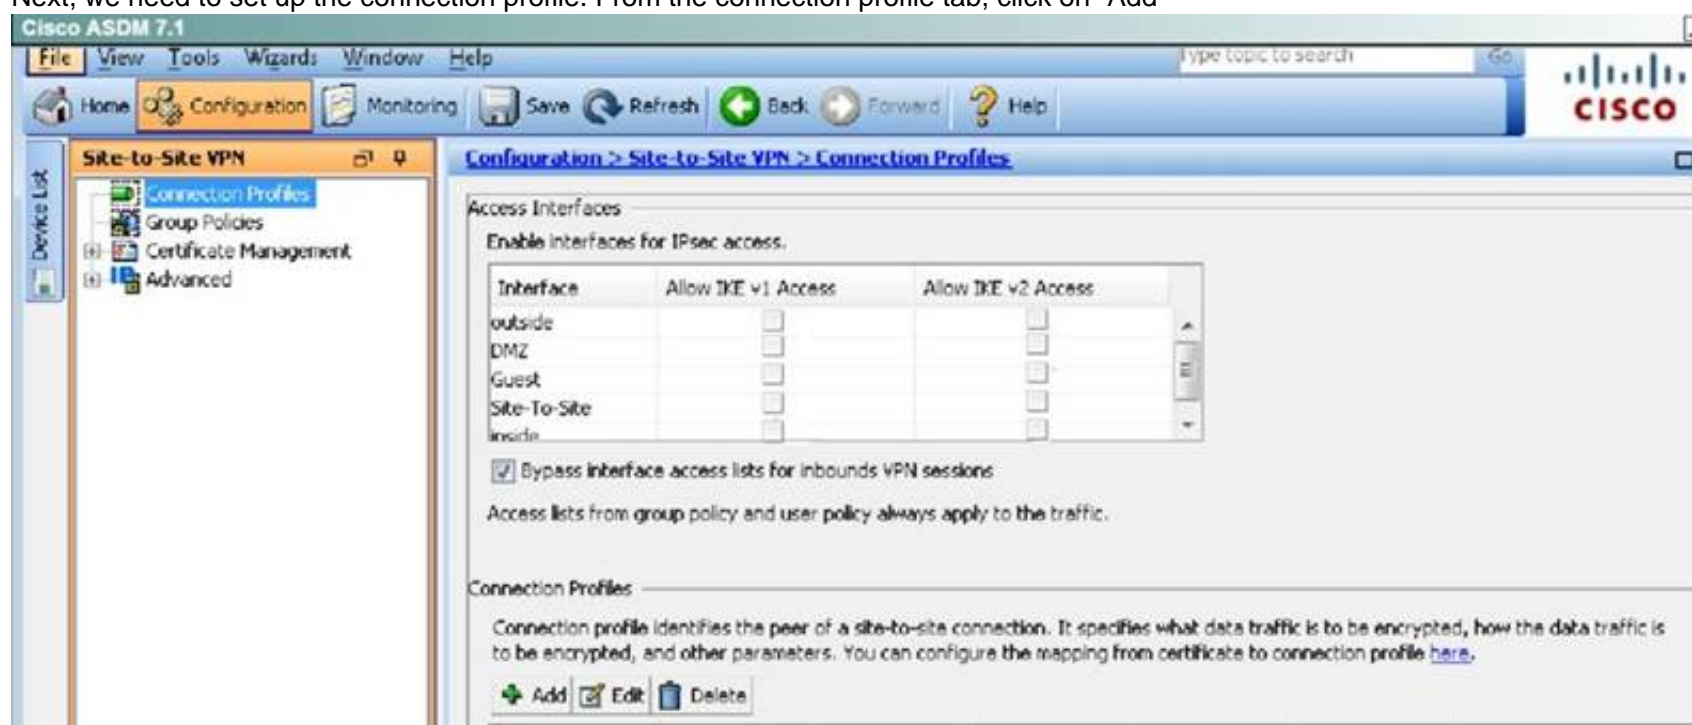 Next, we need to set up the connection profile. From the connection profile tab, click on "Add"
Cisco ASDM 7.1
File View Tools Wizards Window Help Type topic to search Go
Home Configuration Monitoring Save Refresh Back Forward Help
CISCO
Device List
Site-to-Site VPN
Connection Profiles
Group Policies
Certificate Management
Advanced
Configuration > Site-to-Site VPN > Connection Profiles
Access Interfaces
Enable interfaces for IPsec access.
Interface Allow IKE v1 Access Allow IKE v2 Access
outside
DMZ
Guest
Site-To-Site
inside
Bypass interface access lists for inbounds VPN sessions
Access lists from group policy and user policy always apply to the traffic.
Connection Profiles
Connection profile identifies the peer of a site-to-site connection. It specifies what data traffic is to be encrypted, how the data traffic is
to be encrypted, and other parameters. You can configure the mapping from certificate to connection profile here.
Add Edit Delete